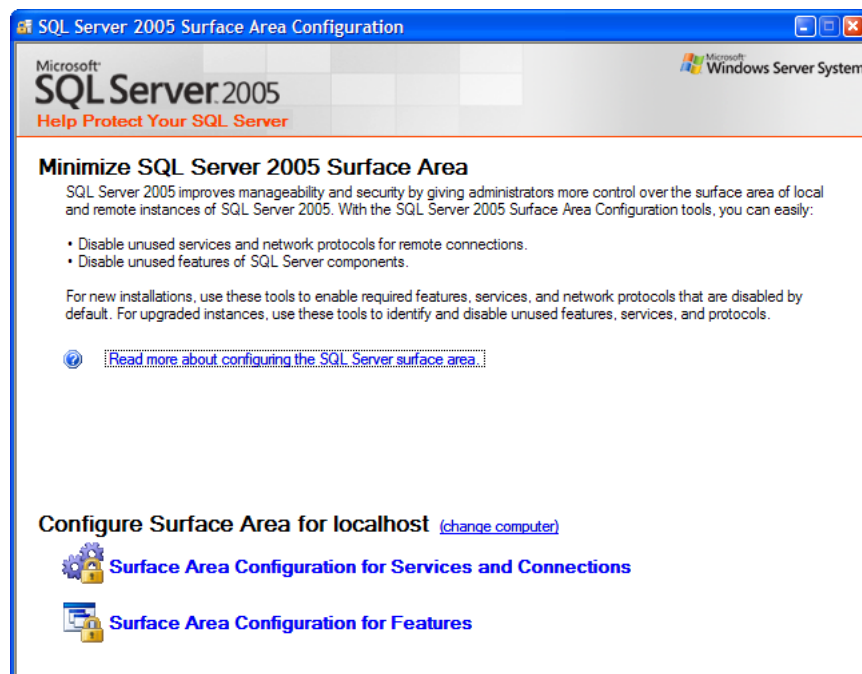 SQL Server 2005 Surface Area Configuration
Microsoft
SQL Server 2005
Help Protect Your SQL Server
Microsoft
Windows Server System
Minimize SQL Server 2005 Surface Area
SQL Server 2005 improves manageability and security by giving administrators more control over the surface area of local
and remote instances of SQL Server 2005. With the SQL Server 2005 Surface Area Configuration tools, you can easily:
• Disable unused services and network protocols for remote connections.
• Disable unused features of SQL Server components.
For new installations, use these tools to enable required features, services, and network protocols that are disabled by
default. For upgraded instances, use these tools to identify and disable unused features, services, and protocols.
Read more about configuring the SQL Server surface area.
Configure Surface Area for localhost (change computer)
Surface Area Configuration for Services and Connections
Surface Area Configuration for Features